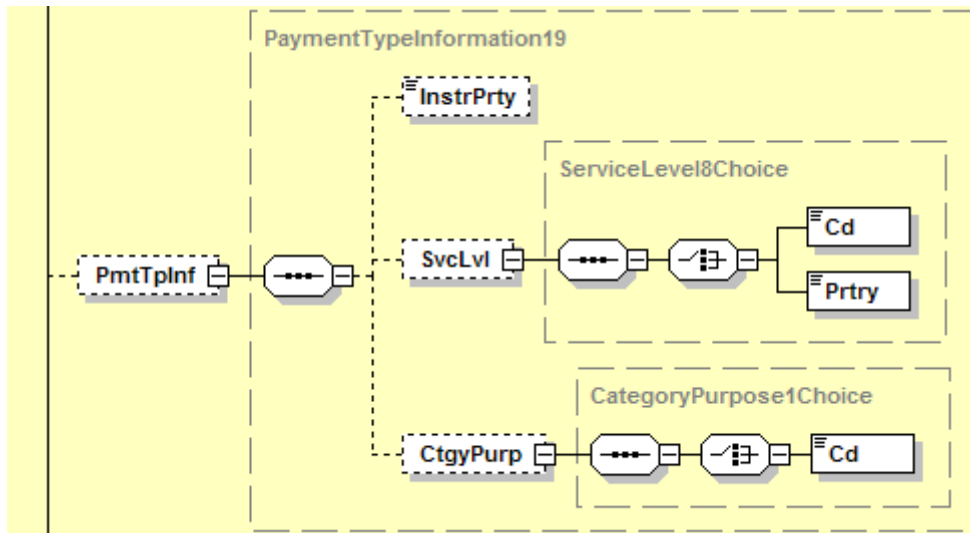 PaymentTypeInformation19
InstrPrty
ServiceLevel8Choice
Cd
PmtTpInf
SvcLvl
Prtry
CategoryPurpose1Choice
CtgyPurp
Cd